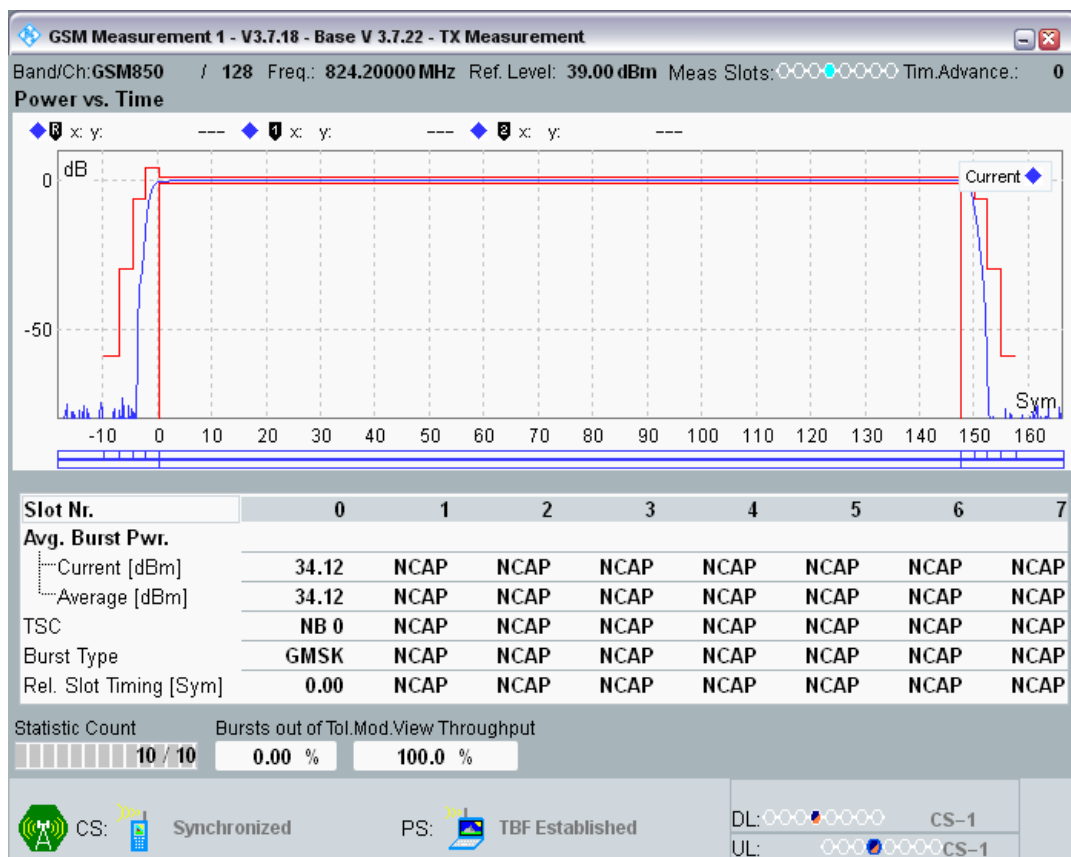 GSM Measurement 1 - V3.7.18 - Base V 3.7.22 - TX Measurement
Band/Ch:GSM850 / 128 Freq.: 824.20000 MHz Ref. Level: 39.00 dBm Meas Slots: Tim.Advance.: 0
Power vs. Time
R x: y: --- 1 x: y: --- 2 x: y: ---
dB
Current
0
-50
Sym
-10 0 10 20 30 40 50 60 70 80 90 100 110 120 130 140 150 160
Slot Nr. 0 1 2 3 4 5 6 7
Avg. Burst Pwr.
Current [dBm] 34.12 NCAP NCAP NCAP NCAP NCAP NCAP NCAP
Average [dBm] 34.12 NCAP NCAP NCAP NCAP NCAP NCAP NCAP
TSC NB 0 NCAP NCAP NCAP NCAP NCAP NCAP NCAP
Burst Type GMSK NCAP NCAP NCAP NCAP NCAP NCAP NCAP
Rel. Slot Timing [Sym] 0.00 NCAP NCAP NCAP NCAP NCAP NCAP NCAP
Statistic Count Bursts out of Tol.Mod.View Throughput
10 / 10 0.00 % 100.0 %
CS: Synchronized PS: TBF Established
DL: CS-1
UL: CS-1